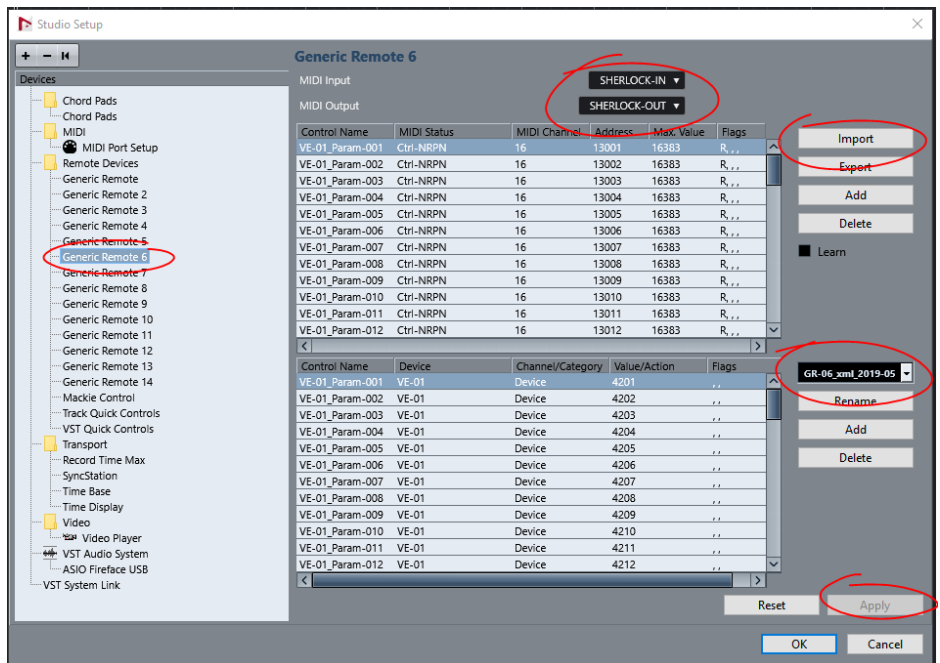 Studio Setup
+ −
Devices
Chord Pads
Chord Pads
MIDI
MIDI Port Setup
Remote Devices
Generic Remote
Generic Remote 2
Generic Remote 3
Generic Remote 4
Generic Remote 5
Generic Remote 6
Generic Remote 7
Generic Remote 8
Generic Remote 9
Generic Remote 10
Generic Remote 11
Generic Remote 12
Generic Remote 13
Generic Remote 14
Mackie Control
Track Quick Controls
VST Quick Controls
Transport
Record Time Max
SyncStation
Time Base
Time Display
Video
Video Player
VST Audio System
ASIO Fireface USB
VST System Link
Generic Remote 6
MIDI Input SHERLOCK-IN
MIDI Output SHERLOCK-OUT
Control Name MIDI Status MIDI Channel Address Max. Value Flags
VE-01_Param-001 Ctrl-NRPN 16 13001 16383 R, , ,
VE-01_Param-002 Ctrl-NRPN 16 13002 16383 R, , ,
VE-01_Param-003 Ctrl-NRPN 16 13003 16383 R, , ,
VE-01_Param-004 Ctrl-NRPN 16 13004 16383 R, , ,
VE-01_Param-005 Ctrl-NRPN 16 13005 16383 R, , ,
VE-01_Param-006 Ctrl-NRPN 16 13006 16383 R, , ,
VE-01_Param-007 Ctrl-NRPN 16 13007 16383 R, , ,
VE-01_Param-008 Ctrl-NRPN 16 13008 16383 R, , ,
VE-01_Param-009 Ctrl-NRPN 16 13009 16383 R, , ,
VE-01_Param-010 Ctrl-NRPN 16 13010 16383 R, , ,
VE-01_Param-011 Ctrl-NRPN 16 13011 16383 R, , ,
VE-01_Param-012 Ctrl-NRPN 16 13012 16383 R, , ,
Import
Export
Add
Delete
Learn
Control Name Device Channel/Category Value/Action Flags
VE-01_Param-001 VE-01 Device 4201 , ,
VE-01_Param-002 VE-01 Device 4202 , ,
VE-01_Param-003 VE-01 Device 4203 , ,
VE-01_Param-004 VE-01 Device 4204 , ,
VE-01_Param-005 VE-01 Device 4205 , ,
VE-01_Param-006 VE-01 Device 4206 , ,
VE-01_Param-007 VE-01 Device 4207 , ,
VE-01_Param-008 VE-01 Device 4208 , ,
VE-01_Param-009 VE-01 Device 4209 , ,
VE-01_Param-010 VE-01 Device 4210 , ,
VE-01_Param-011 VE-01 Device 4211 , ,
VE-01_Param-012 VE-01 Device 4212 , ,
GR-06_xml_2019-05
Rename
Add
Delete
Reset Apply
OK Cancel